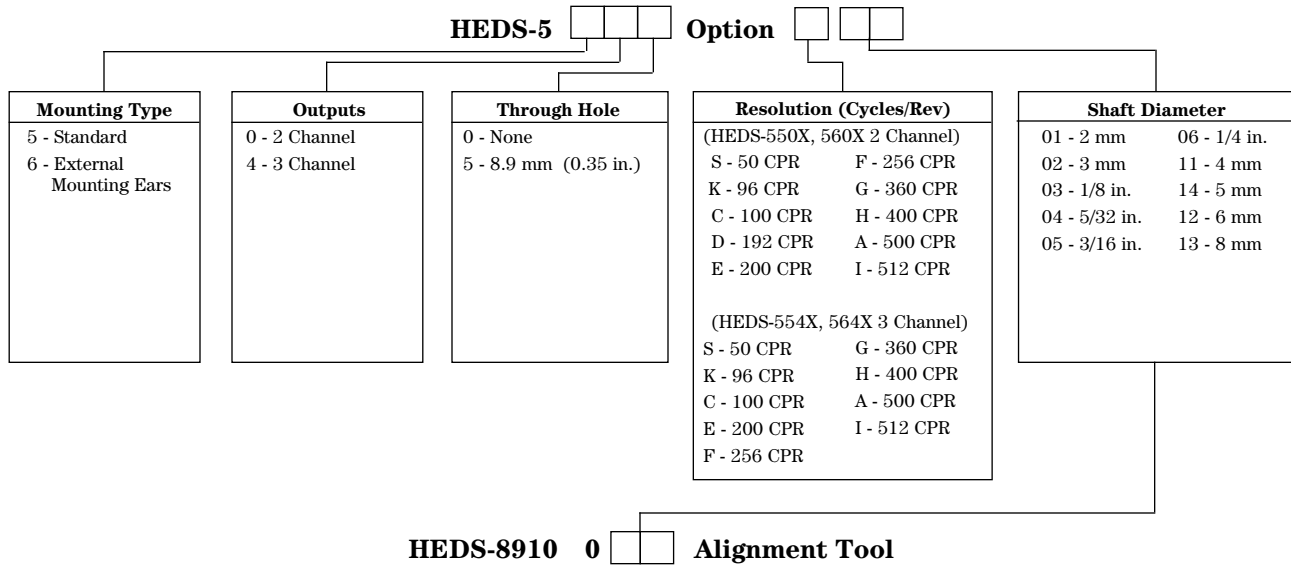 HEDS-5 Option
Mounting Type
5 - Standard
6 - External
Mounting Ears
Outputs
0 - 2 Channel
4 - 3 Channel
Through Hole
0 - None
5 - 8.9 mm (0.35 in.)
Resolution (Cycles/Rev)
(HEDS-550X, 560X 2 Channel)
S - 50 CPR F - 256 CPR
K - 96 CPR G - 360 CPR
C - 100 CPR H - 400 CPR
D - 192 CPR A - 500 CPR
E - 200 CPR I - 512 CPR
(HEDS-554X, 564X 3 Channel)
S - 50 CPR G - 360 CPR
K - 96 CPR H - 400 CPR
C - 100 CPR A - 500 CPR
E - 200 CPR I - 512 CPR
F - 256 CPR
Shaft Diameter
01 - 2 mm 06 - 1/4 in.
02 - 3 mm 11 - 4 mm
03 - 1/8 in. 14 - 5 mm
04 - 5/32 in. 12 - 6 mm
05 - 3/16 in. 13 - 8 mm
HEDS-8910 0 Alignment Tool